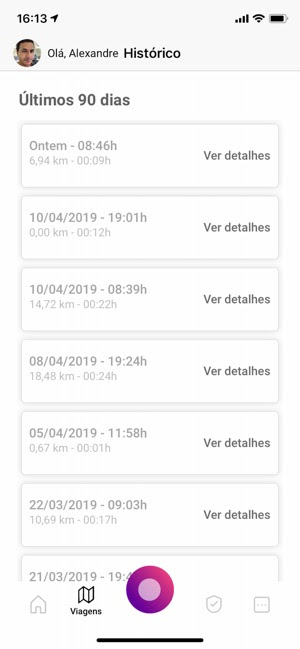 16:13
Olá, Alexandre Histórico
Últimos 90 dias
Ontem - 08:46h
6,94 km - 00:09h
Ver detalhes
10/04/2019 - 19:01h
0,00 km - 00:12h
Ver detalhes
10/04/2019 - 08:39h
14,72 km - 00:22h
Ver detalhes
08/04/2019 - 19:24h
18,48 km - 00:24h
Ver detalhes
05/04/2019 - 11:58h
0,67 km - 00:01h
Ver detalhes
22/03/2019 - 09:03h
10,69 km - 00:17h
Ver detalhes
21/03/2019 - 19:4
Viagens